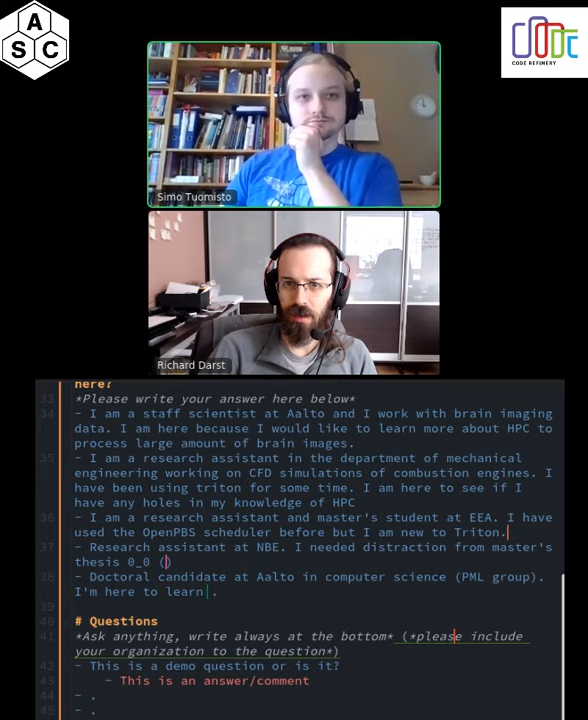 A
S C
CODE REFINERY
Simo Tuomisto
Richard Darst
here?
33 *Please write your answer here below*
34 - I am a staff scientist at Aalto and I work with brain imaging
data. I am here because I would like to learn more about HPC to
process large amount of brain images.
35 - I am a research assistant in the department of mechanical
engineering working on CFD simulations of combustion engines. I
have been using triton for some time. I am here to see if I
have any holes in my knowledge of HPC
36 - I am a research assistant and master's student at EEA. I have
used the OpenPBS scheduler before but I am new to Triton.
37 - Research assistant at NBE. I needed distraction from master's
thesis 0_0 ()
38 - Doctoral candidate at Aalto in computer science (PML group).
I'm here to learn .
39
40 # Questions
41 *Ask anything, write always at the bottom* (*please include
your organization to the question*)
42 - This is a demo question or is it?
43 - This is an answer/comment
44 - .
45 - .